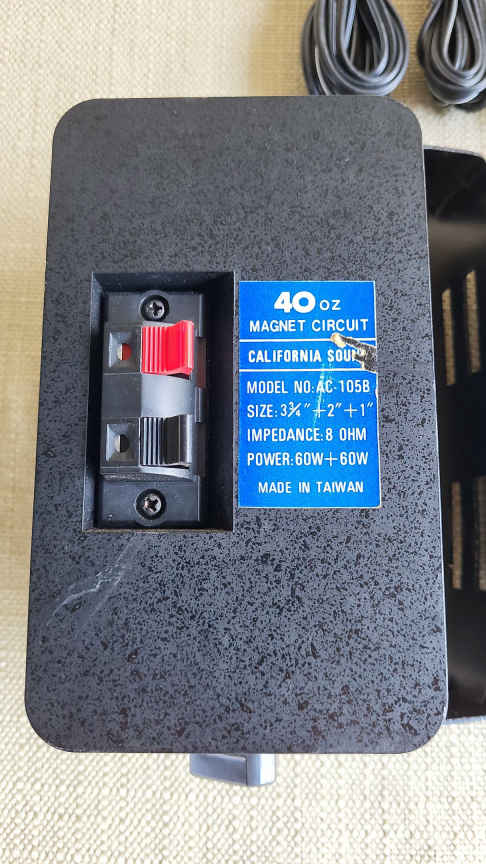 40 oz
MAGNET CIRCUIT
CALIFORNIA
MODEL NO:AC-105B
SIZE:3¾"+2"+1"
IMPEDANCE:8 OHM
POWER:60W+60W
MADE IN TAIWAN